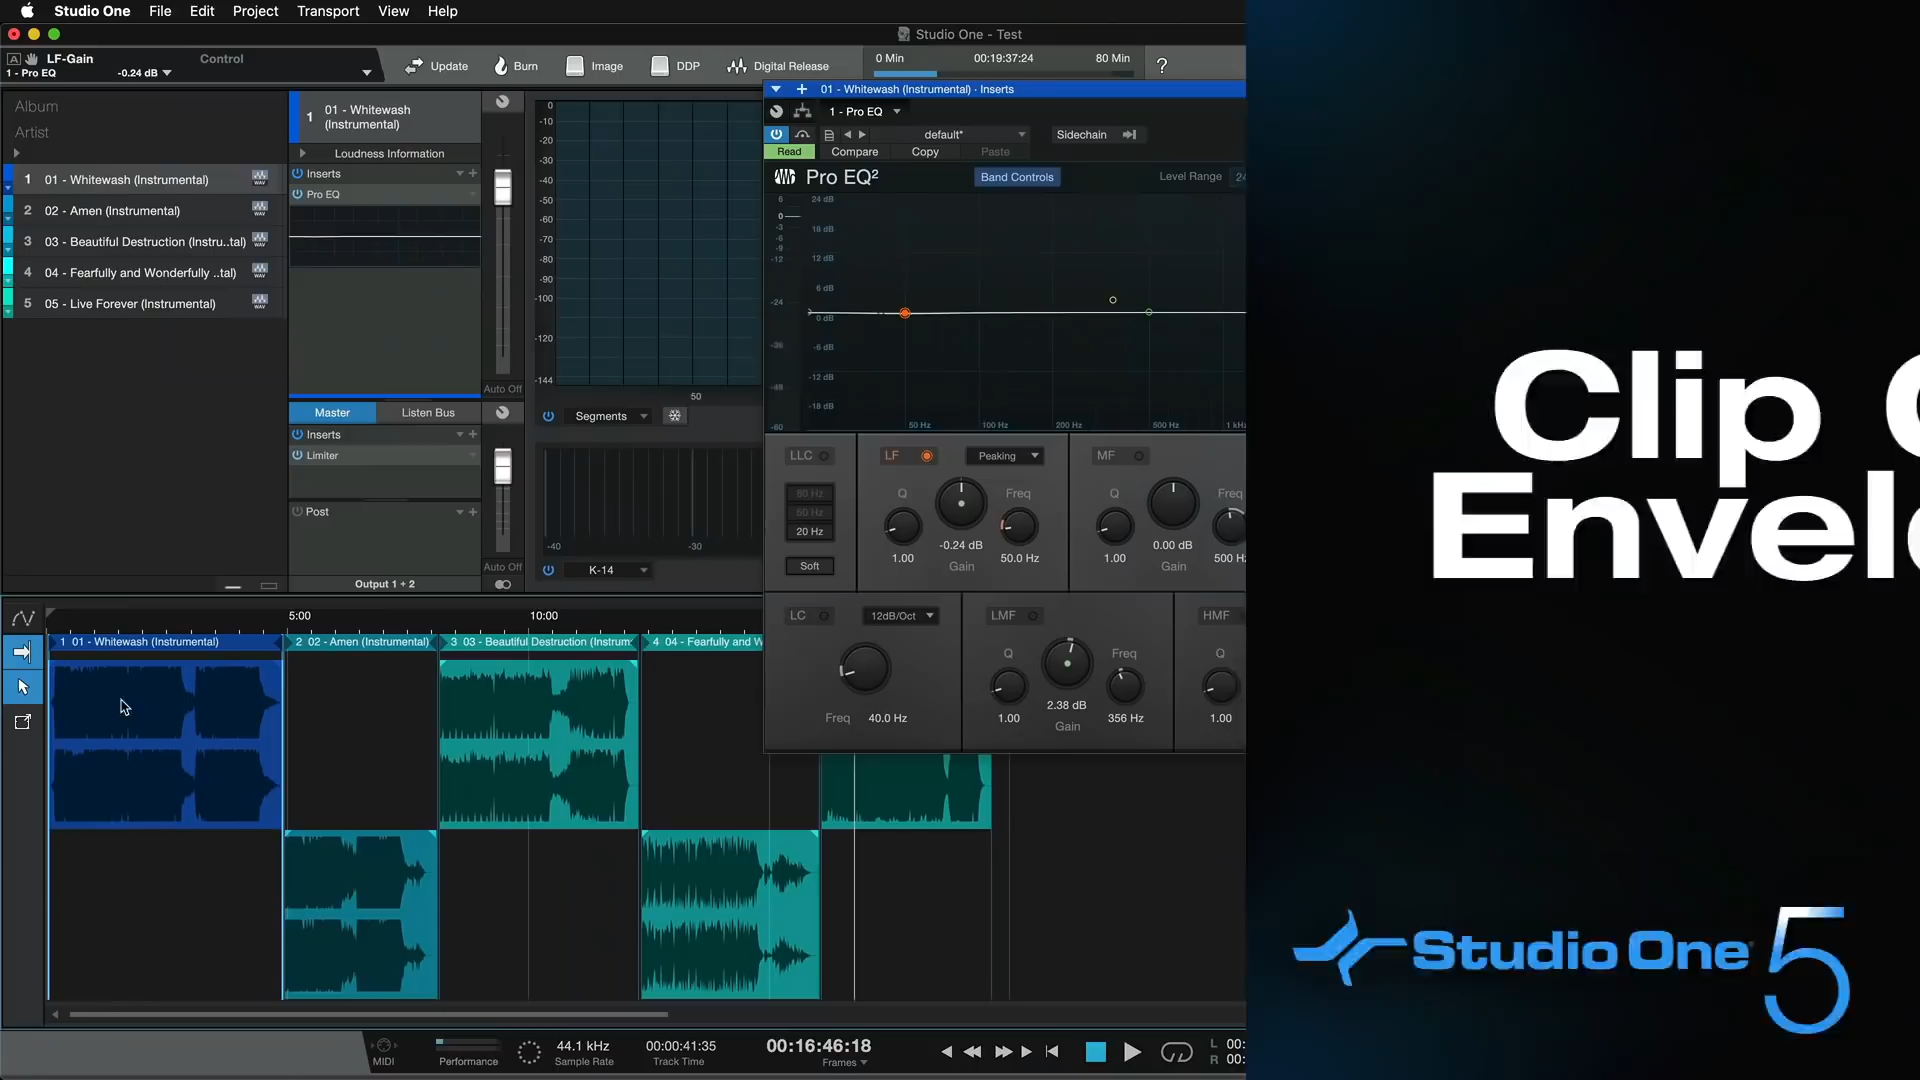 Studio One File Edit Project Transport View Help
Studio One - Test
A LF-Gain Control
1 - Pro EQ -0.24 dB
Update Burn Image DDP Digital Release
0 Min 00:19:37:24 80 Min ?
Album
Artist
1 01 - Whitewash (Instrumental)
2 02 - Amen (Instrumental)
3 03 - Beautiful Destruction (Instru..tal)
4 04 - Fearfully and Wonderfully ..tal)
5 05 - Live Forever (Instrumental)
WAV
WAV
WAV
WAV
WAV
1 01 - Whitewash
(Instrumental)
Loudness Information
Inserts
Pro EQ
Auto Off
Master Listen Bus
Inserts
Limiter
Post
Auto Off
Output 1 + 2
0
-10
-20
-30
-40
-50
-60
-70
-80
-90
-100
-120
-144
50
Segments
-40 -30
K-14
01 - Whitewash (Instrumental) · Inserts
1 - Pro EQ
default* Sidechain
Read Compare Copy Paste
Pro EQ² Band Controls Level Range 24
6 24 dB
0
-3 18 dB
-6
-9
-12 12 dB
6 dB
-24
0 dB
-36 -6 dB
-12 dB
-48
-18 dB
-60 50 Hz 100 Hz 200 Hz 500 Hz 1 kHz
LLC LF Peaking MF
80 Hz
50 Hz
20 Hz
Soft
Q Freq
1.00 -0.24 dB 50.0 Hz
Gain
Q Freq
1.00 0.00 dB 500 Hz
Gain
LC 12dB/Oct LMF HMF
Freq 40.0 Hz
Q Freq
1.00 2.38 dB 356 Hz
Gain
Q
1.00
5:00 10:00
1 01 - Whitewash (Instrumental) 2 02 - Amen (Instrumental) 3 03 - Beautiful Destruction (Instrum 4 04 - Fearfully and W
MIDI
Performance
44.1 kHz
Sample Rate
00:00:41:35
Track Time
00:16:46:18
Frames
L 00:
R 00:
Clip
Envel
Studio One 5